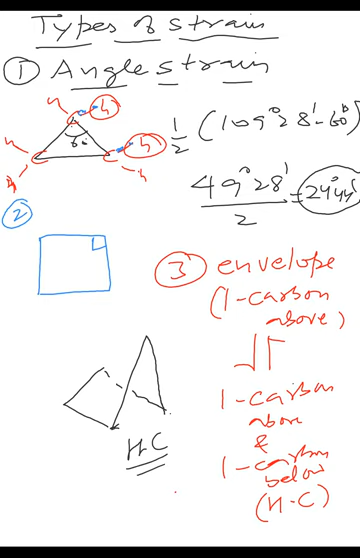 Types of strain
① Angle strain
H H
60°
H H
H H
1/2 (109° 28' - 60°)
49° 28' / 2 = 24° 44'
②
③ envelope
(1-carbon
above)
⇃↾
1-carbon
above
&
1-carbon
below
(H-C)
H-C